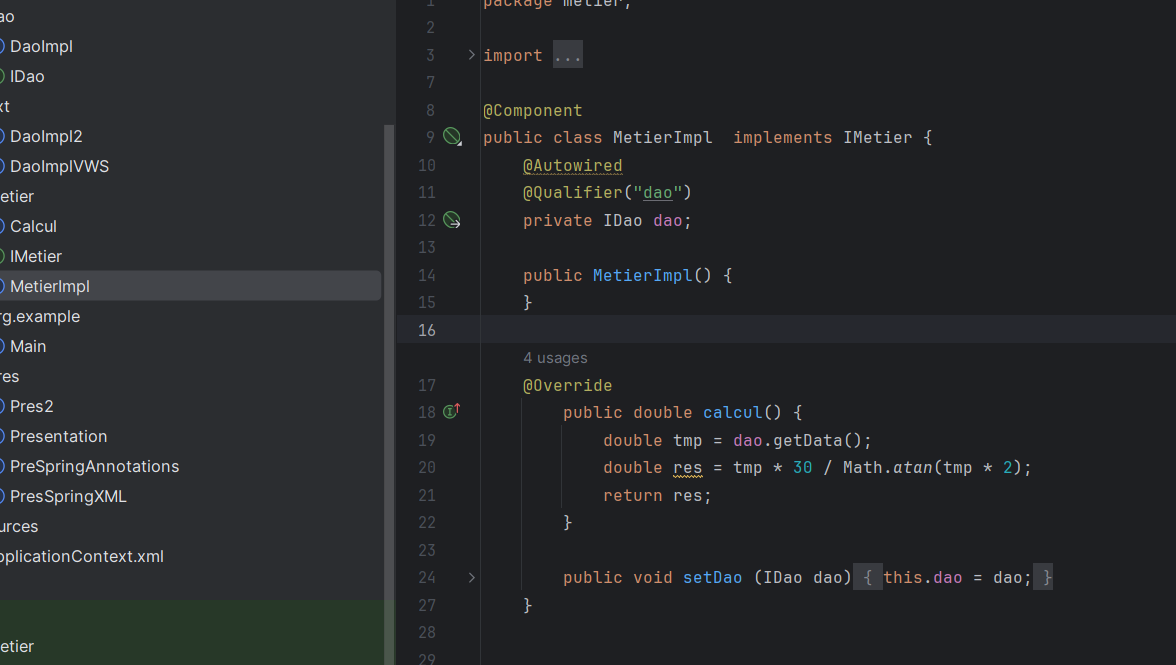 ao
DaoImpl
IDao
xt
DaoImpl2
DaoImplVWS
etier
Calcul
IMetier
MetierImpl
rg.example
Main
res
Pres2
Presentation
PreSpringAnnotations
PresSpringXML
urces
pplicationContext.xml
etier
1 package metier;
2
3 import ...
7
8 @Component
9 public class MetierImpl  implements IMetier {
10 @Autowired
11 @Qualifier("dao")
12 private IDao dao;
13
14 public MetierImpl() {
15 }
16
4 usages
17 @Override
18 public double calcul() {
19 double tmp = dao.getData();
20 double res = tmp * 30 / Math.atan(tmp * 2);
21 return res;
22 }
23
24 public void setDao (IDao dao) { this.dao = dao; }
27 }
28
29